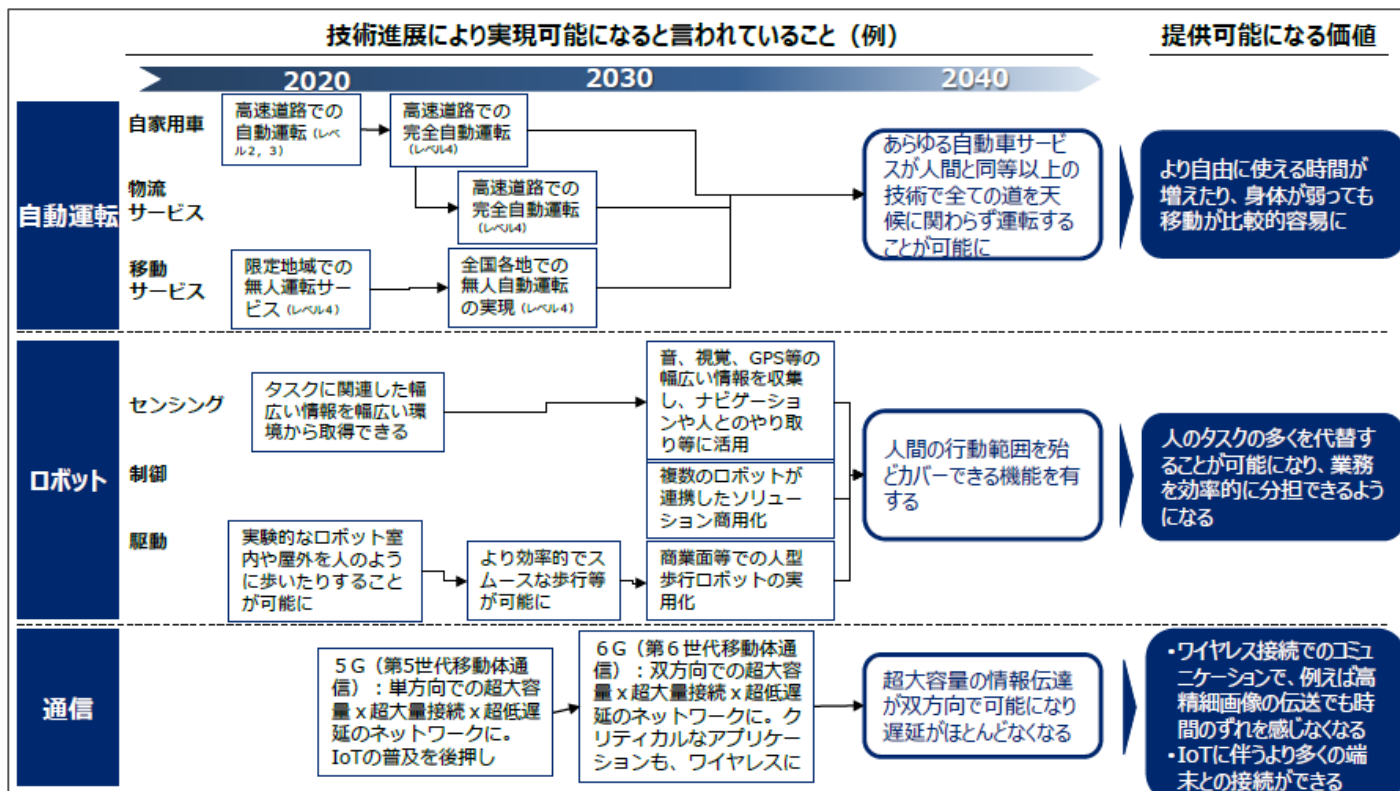 技術進展により実現可能になると言われていること（例）
提供可能になる価値
2020
2030
2040
自動運転
自家用車
高速道路での
自動運転（レベ
ル2，3）
高速道路での
完全自動運転
（レベル4）
物流
サービス
高速道路での
完全自動運転
（レベル4）
移動
サービス
限定地域での
無人運転サー
ビス（レベル4）
全国各地での
無人自動運転
の実現（レベル4）
あらゆる自動車サービ
スが人間と同等以上の
技術で全ての道を天
候に関わらず運転する
ことが可能に
より自由に使える時間が
増えたり、身体が弱っても
移動が比較的容易に
ロボット
センシング
タスクに関連した幅
広い情報を幅広い環
境から取得できる
音、視覚、GPS等の
幅広い情報を収集
し、ナビゲーション
や人とのやり取
り等に活用
制御
複数のロボットが
連携したソリュー
ション商用化
駆動
実験的なロボット室
内や屋外を人のよう
に歩いたりすること
が可能に
より効率的でス
ムースな歩行等
が可能に
商業面等での人型
歩行ロボットの実
用化
人間の行動範囲を殆
どカバーできる機能を有
する
人のタスクの多くを代替す
ることが可能になり、業務
を効率的に分担できるよう
になる
通信
５G（第5世代移動体通
信）：単方向での超大容
量ｘ超大量接続ｘ超低遅
延のネットワークに。
IoTの普及を後押し
６G（第６世代移動体通
信）：双方向での超大容
量ｘ超大量接続ｘ超低遅
延のネットワークに。ク
リティカルなアプリケー
ションも、ワイヤレスに
超大容量の情報伝達
が双方向で可能になり
遅延がほとんどなくなる
•ワイヤレス接続でのコミュ
ニケーションで、例えば高
精細画像の伝送でも時
間のずれを感じなくなる
•IoTに伴うより多くの端
末との接続ができる